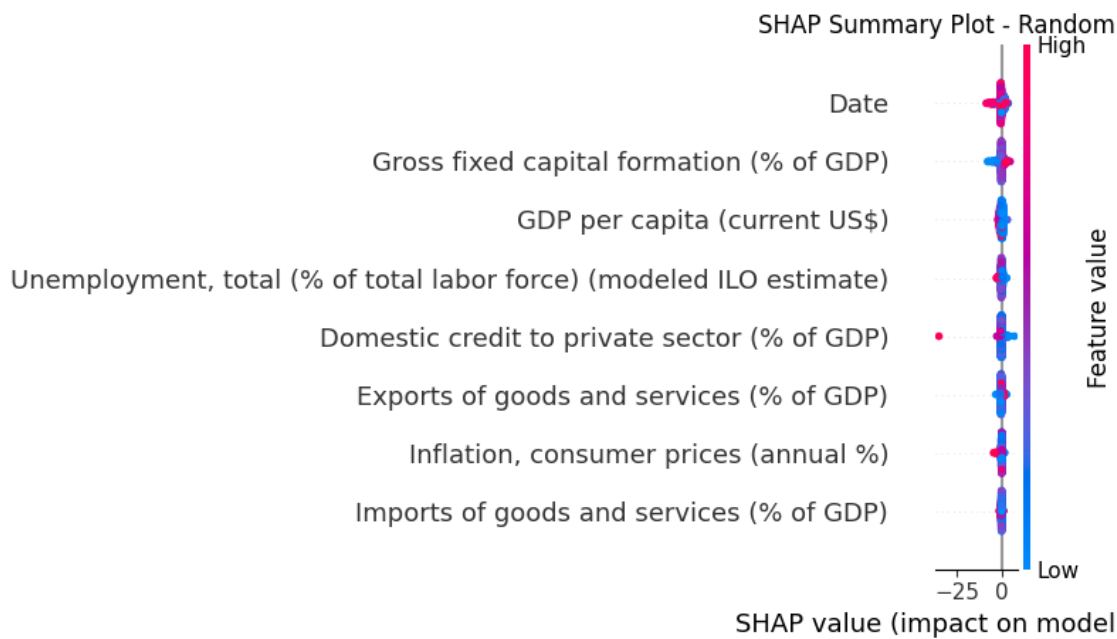 SHAP Summary Plot - Random
High
Date
Gross fixed capital formation (% of GDP)
GDP per capita (current US$)
Unemployment, total (% of total labor force) (modeled ILO estimate)
Domestic credit to private sector (% of GDP)
Exports of goods and services (% of GDP)
Inflation, consumer prices (annual %)
Imports of goods and services (% of GDP)
Feature value
Low
−25 0
SHAP value (impact on model